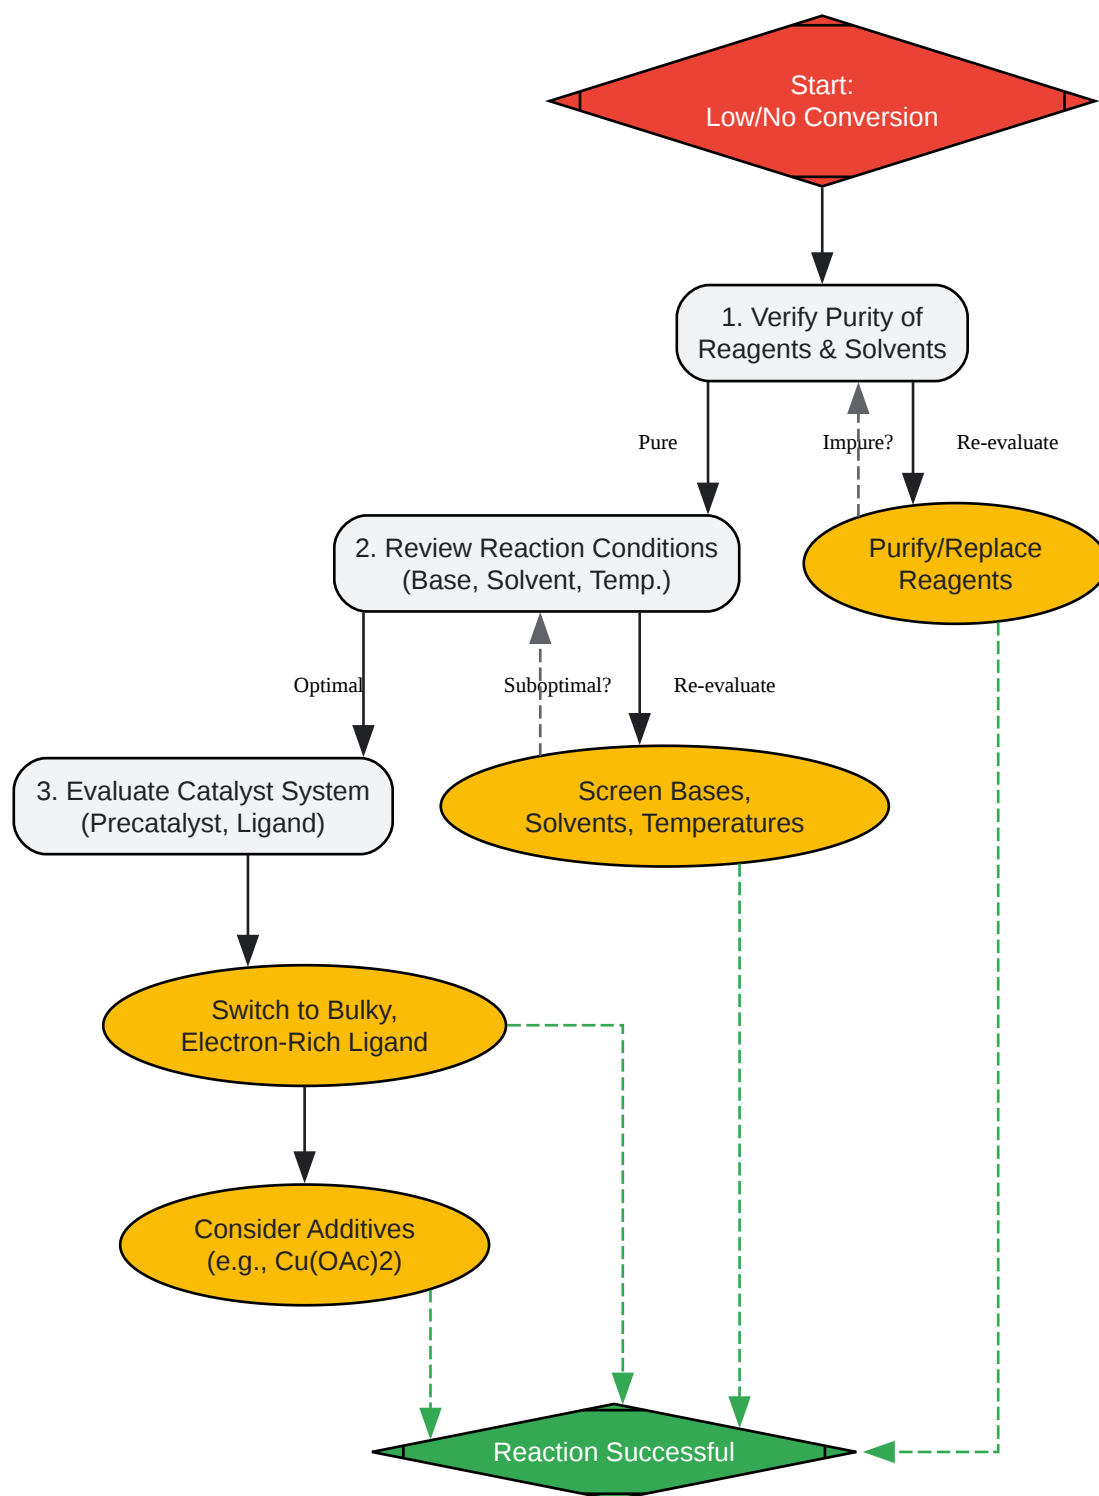 Start:
Low/No Conversion
1. Verify Purity of
Reagents & Solvents
Pure
Impure?
Re-evaluate
2. Review Reaction Conditions
(Base, Solvent, Temp.)
Purify/Replace
Reagents
Optimal
Suboptimal?
Re-evaluate
3. Evaluate Catalyst System
(Precatalyst, Ligand)
Screen Bases,
Solvents, Temperatures
Switch to Bulky,
Electron-Rich Ligand
Consider Additives
(e.g., Cu(OAc)2)
Reaction Successful